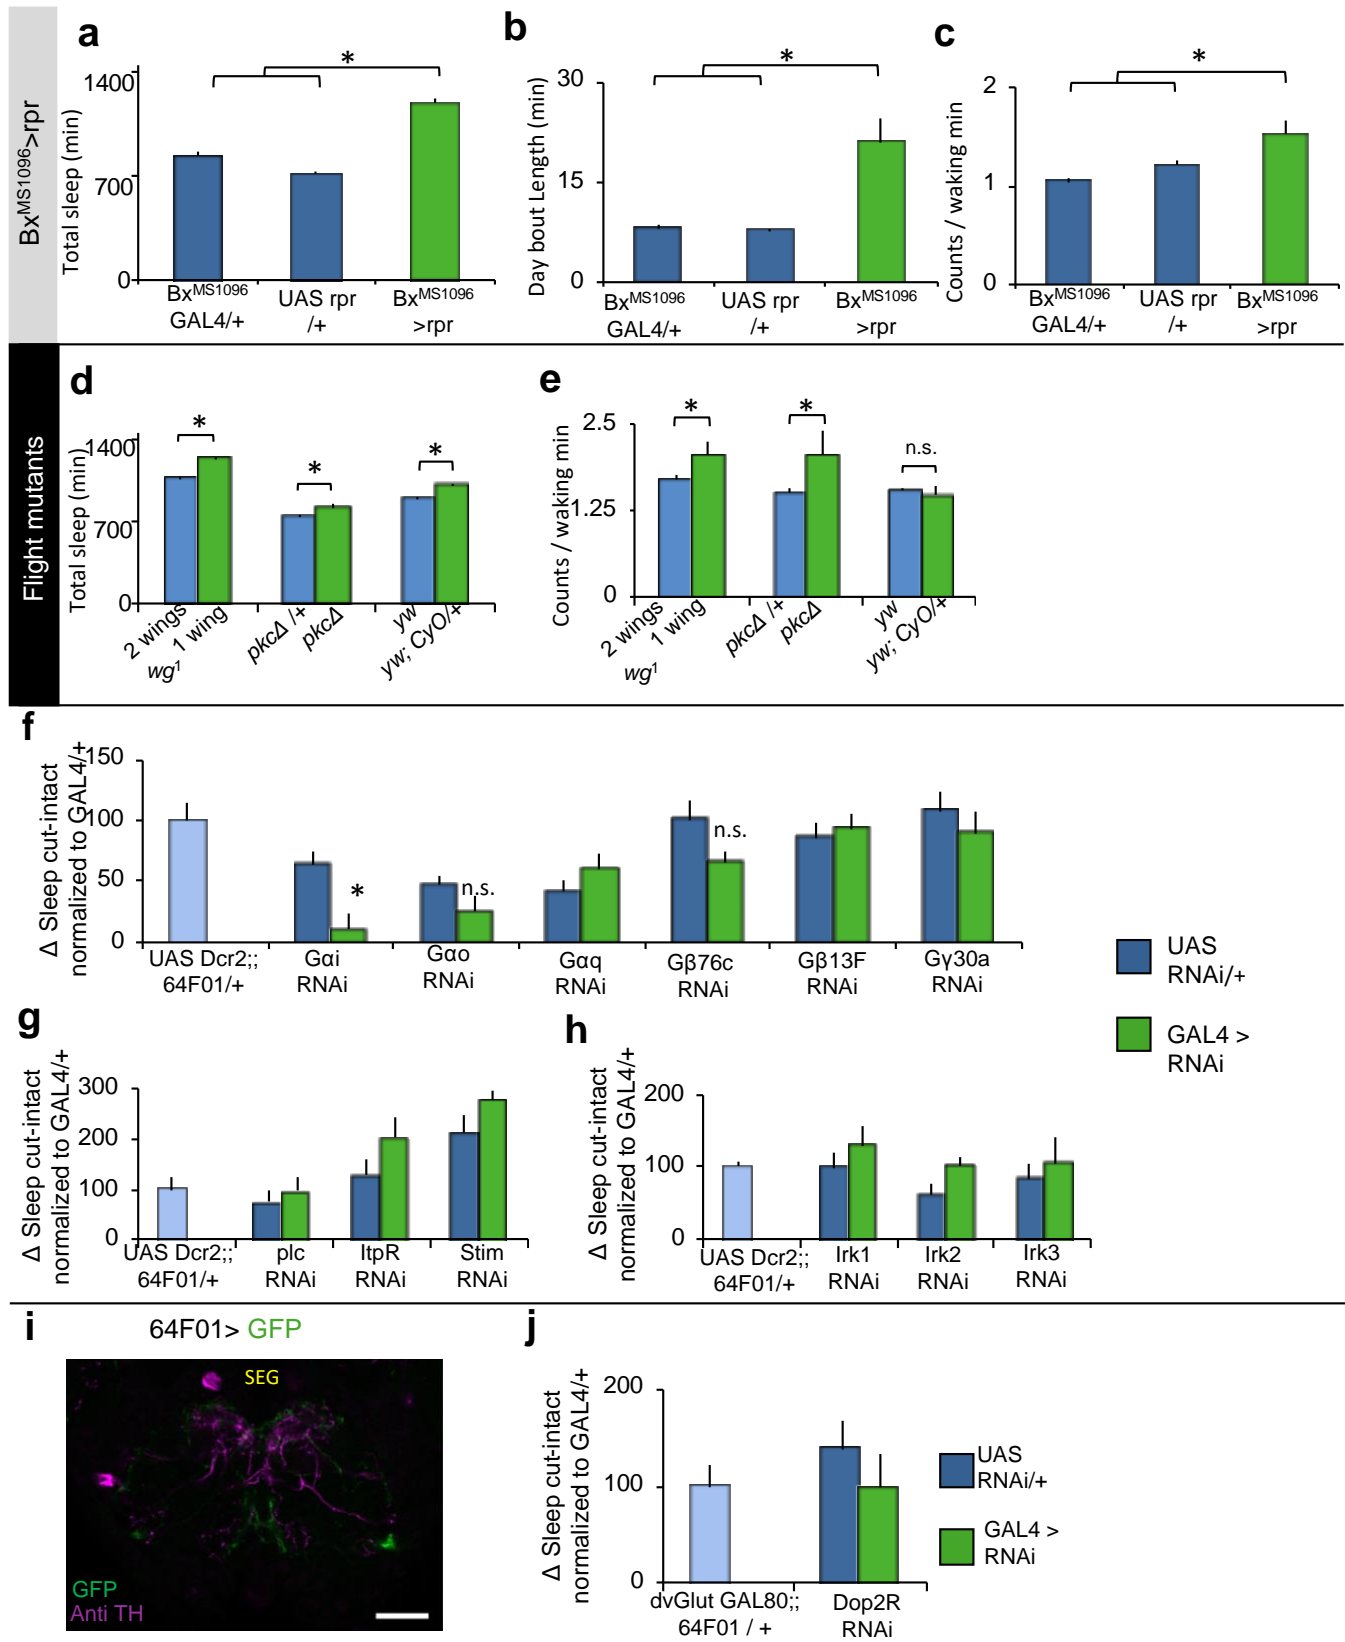 Bx^MS1096>rpr
a
*
1400
700
0
Total sleep (min)
Bx^MS1096
GAL4/+
UAS rpr
/+
Bx^MS1096
>rpr
b
*
30
15
0
Day bout Length (min)
Bx^MS1096
GAL4/+
UAS rpr
/+
Bx^MS1096
>rpr
c
*
2
1
0
Counts / waking min
Bx^MS1096
GAL4/+
UAS rpr
/+
Bx^MS1096
>rpr
Flight mutants
d
*
*
*
1400
700
0
Total sleep (min)
2 wings
1 wing
wg^1
pkcΔ /+
pkcΔ
yw
yw; CyO/+
e
*
*
n.s.
2.5
1.25
0
Counts / waking min
2 wings
1 wing
wg^1
pkcΔ /+
pkcΔ
yw
yw; CyO/+
f
150
100
50
0
Δ Sleep cut-intact
normalized to GAL4/+
*
n.s.
n.s.
UAS Dcr2;;
64F01/+
Gαi
RNAi
Gαo
RNAi
Gαq
RNAi
Gβ76c
RNAi
Gβ13F
RNAi
Gγ30a
RNAi
UAS
RNAi/+
GAL4 >
RNAi
g
300
200
100
0
Δ Sleep cut-intact
normalized to GAL4/+
UAS Dcr2;;
64F01/+
plc
RNAi
ItpR
RNAi
Stim
RNAi
h
200
100
0
Δ Sleep cut-intact
normalized to GAL4/+
UAS Dcr2;;
64F01/+
Irk1
RNAi
Irk2
RNAi
Irk3
RNAi
i
64F01> GFP
SEG
GFP
Anti TH
j
200
100
0
Δ Sleep cut-intact
normalized to GAL4/+
dvGlut GAL80;;
64F01 / +
Dop2R
RNAi
UAS
RNAi/+
GAL4 >
RNAi